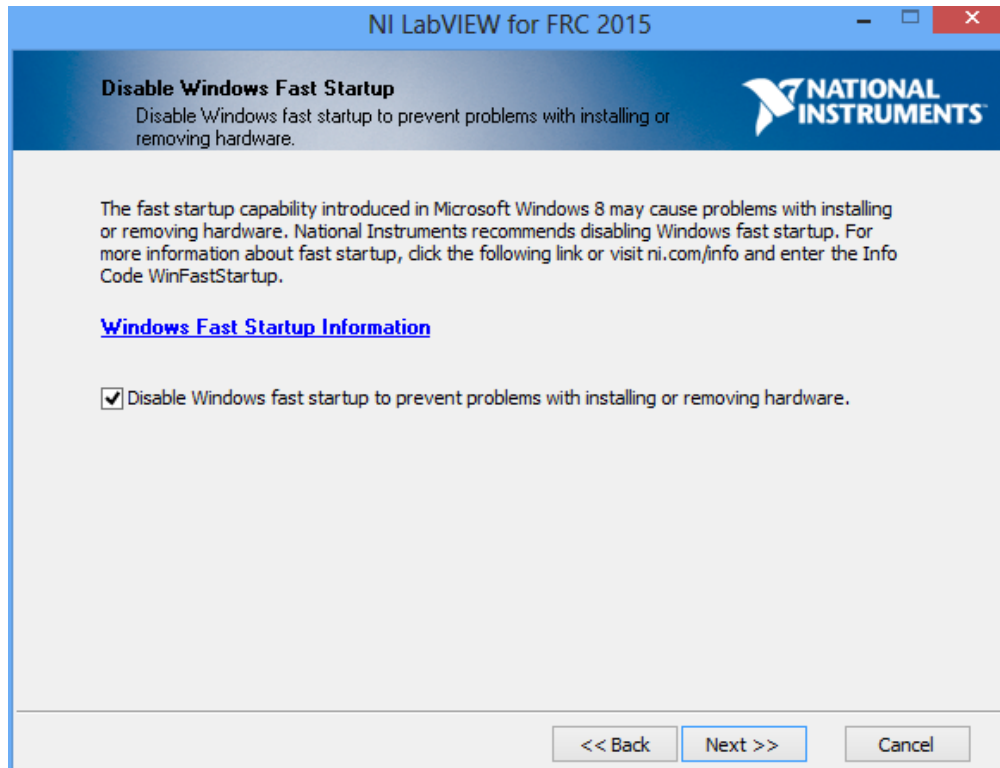 NI LabVIEW for FRC 2015
Disable Windows Fast Startup
Disable Windows fast startup to prevent problems with installing or
removing hardware.
NATIONAL
INSTRUMENTS™
The fast startup capability introduced in Microsoft Windows 8 may cause problems with installing
or removing hardware. National Instruments recommends disabling Windows fast startup. For
more information about fast startup, click the following link or visit ni.com/info and enter the Info
Code WinFastStartup.
Windows Fast Startup Information
Disable Windows fast startup to prevent problems with installing or removing hardware.
<< Back
Next >>
Cancel